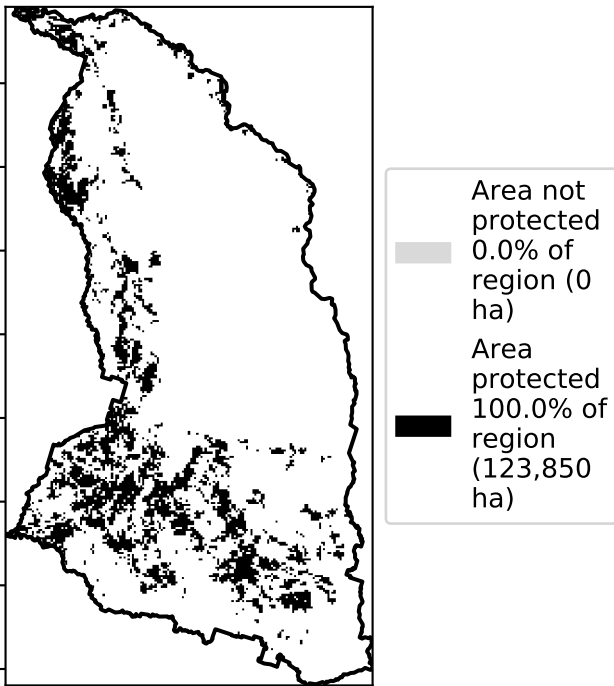 Area not
protected
0.0% of
region (0
ha)
Area
protected
100.0% of
region
(123,850
ha)